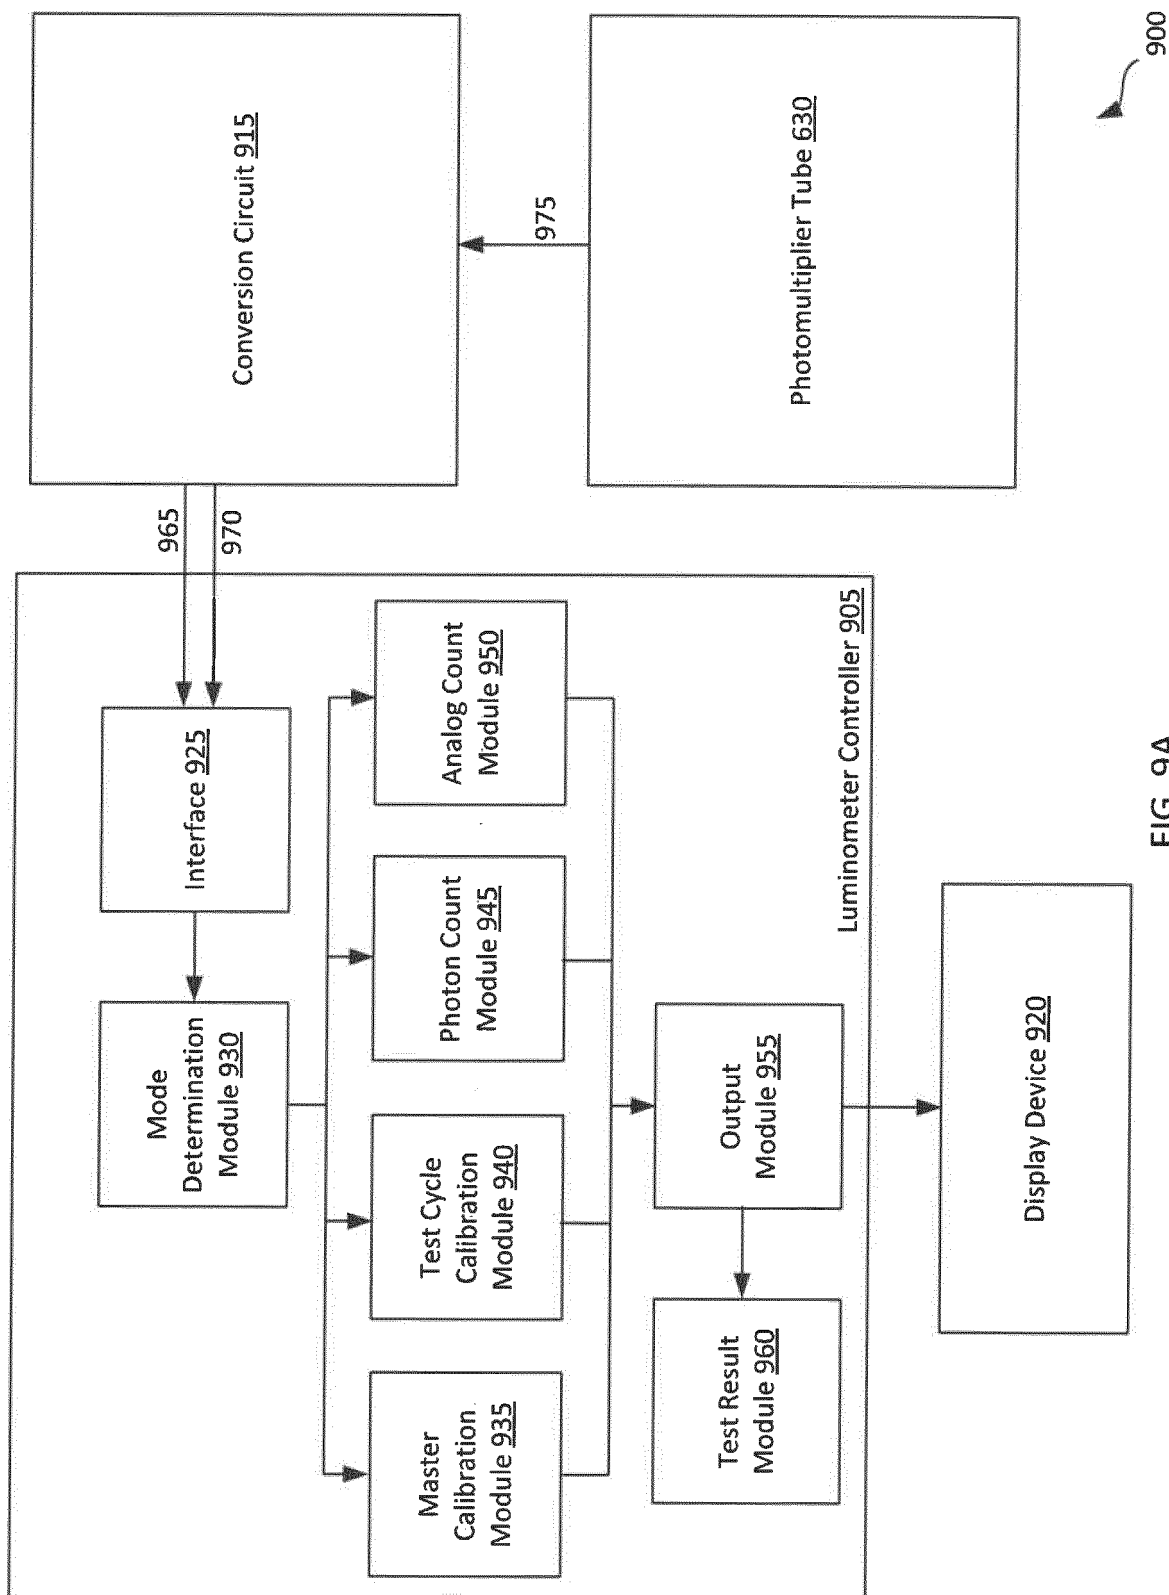 Mode
Determination
Module 930
Interface 925
965
970
Conversion Circuit 915
Master
Calibration
Module 935
Test Cycle
Calibration
Module 940
Photon Count
Module 945
Analog Count
Module 950
975
Test Result
Module 960
Output
Module 955
Photomultiplier Tube 630
Luminometer Controller 905
Display Device 920
900
FIG. 9A